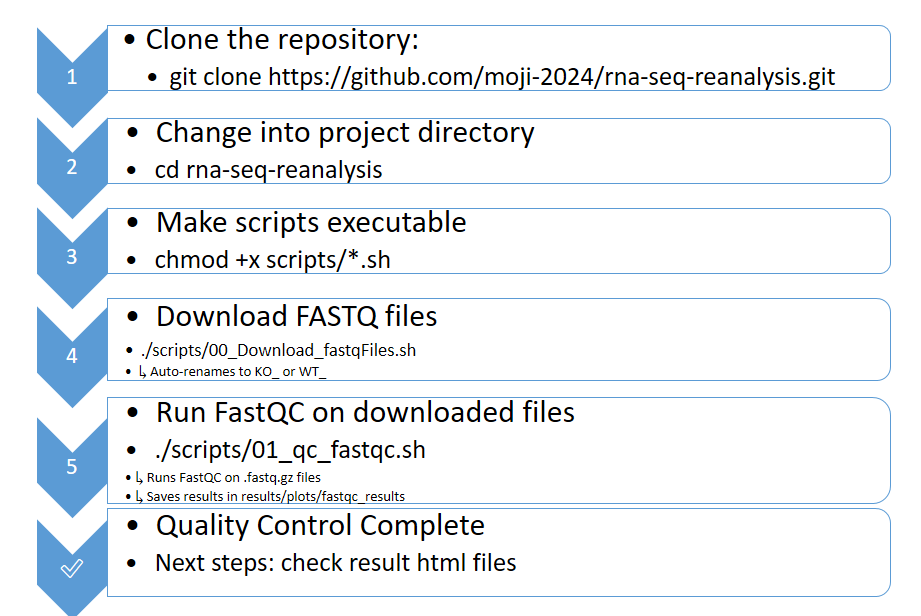 1
• Clone the repository:
• git clone https://github.com/moji-2024/rna-seq-reanalysis.git
2
• Change into project directory
• cd rna-seq-reanalysis
3
• Make scripts executable
• chmod +x scripts/*.sh
4
• Download FASTQ files
• ./scripts/00_Download_fastqFiles.sh
• ↳ Auto-renames to KO_ or WT_
5
• Run FastQC on downloaded files
• ./scripts/01_qc_fastqc.sh
• ↳ Runs FastQC on .fastq.gz files
• ↳ Saves results in results/plots/fastqc_results
✅
• Quality Control Complete
• Next steps: check result html files